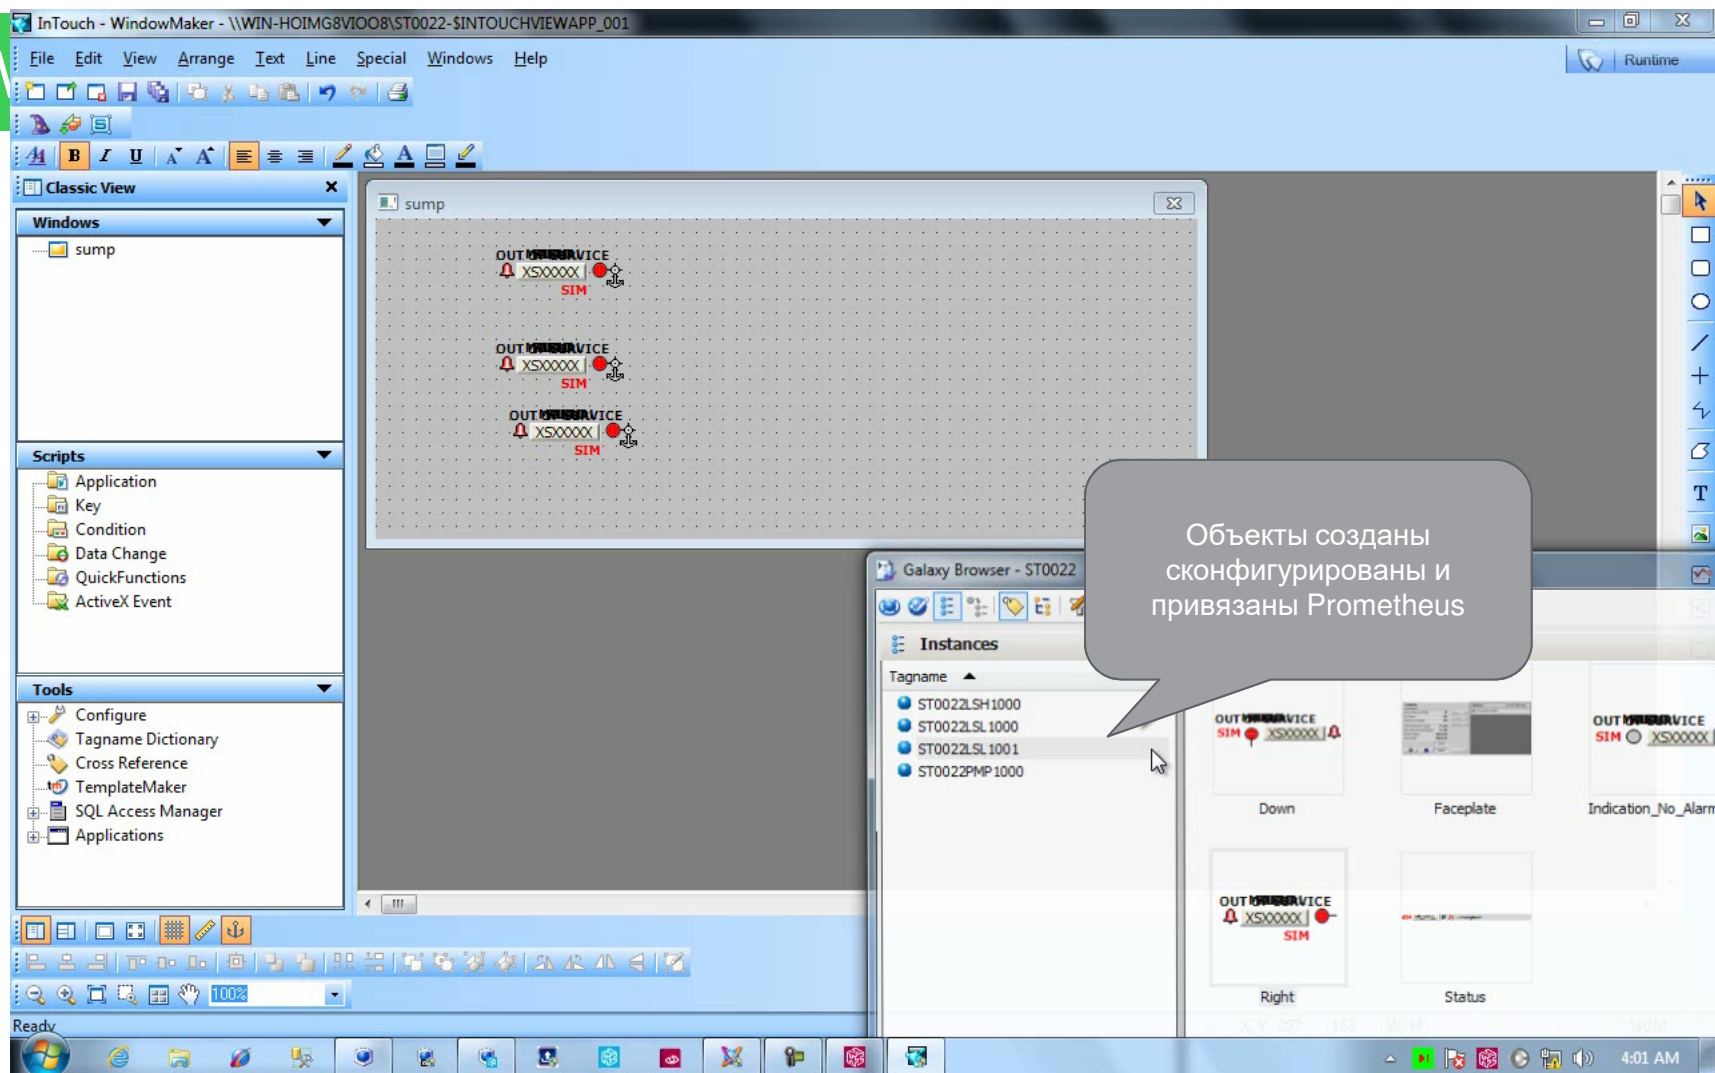 InTouch - WindowMaker - \\WIN-HOIMG8VIOO8\ST0022-$INTOUCHVIEWAPP_001
File Edit View Arrange Text Line Special Windows Help
Runtime
Classic View
Windows
sump
Scripts
Application
Key
Condition
Data Change
QuickFunctions
ActiveX Event
Tools
Configure
Tagname Dictionary
Cross Reference
TemplateMaker
SQL Access Manager
Applications
100%
Ready
sump
XSXXXXX
SIM
XSXXXXX
SIM
XSXXXXX
SIM
Объекты созданы
сконфигурированы и
привязаны Prometheus
Galaxy Browser - ST0022
Instances
Tagname
ST0022LSH1000
ST0022LSL1000
ST0022LSL1001
ST0022PMP1000
SIM XSXXXXX
Down
Faceplate
SIM XSXXXXX
Indication_No_Alarm
XSXXXXX
SIM
Right
Status
4:01 AM